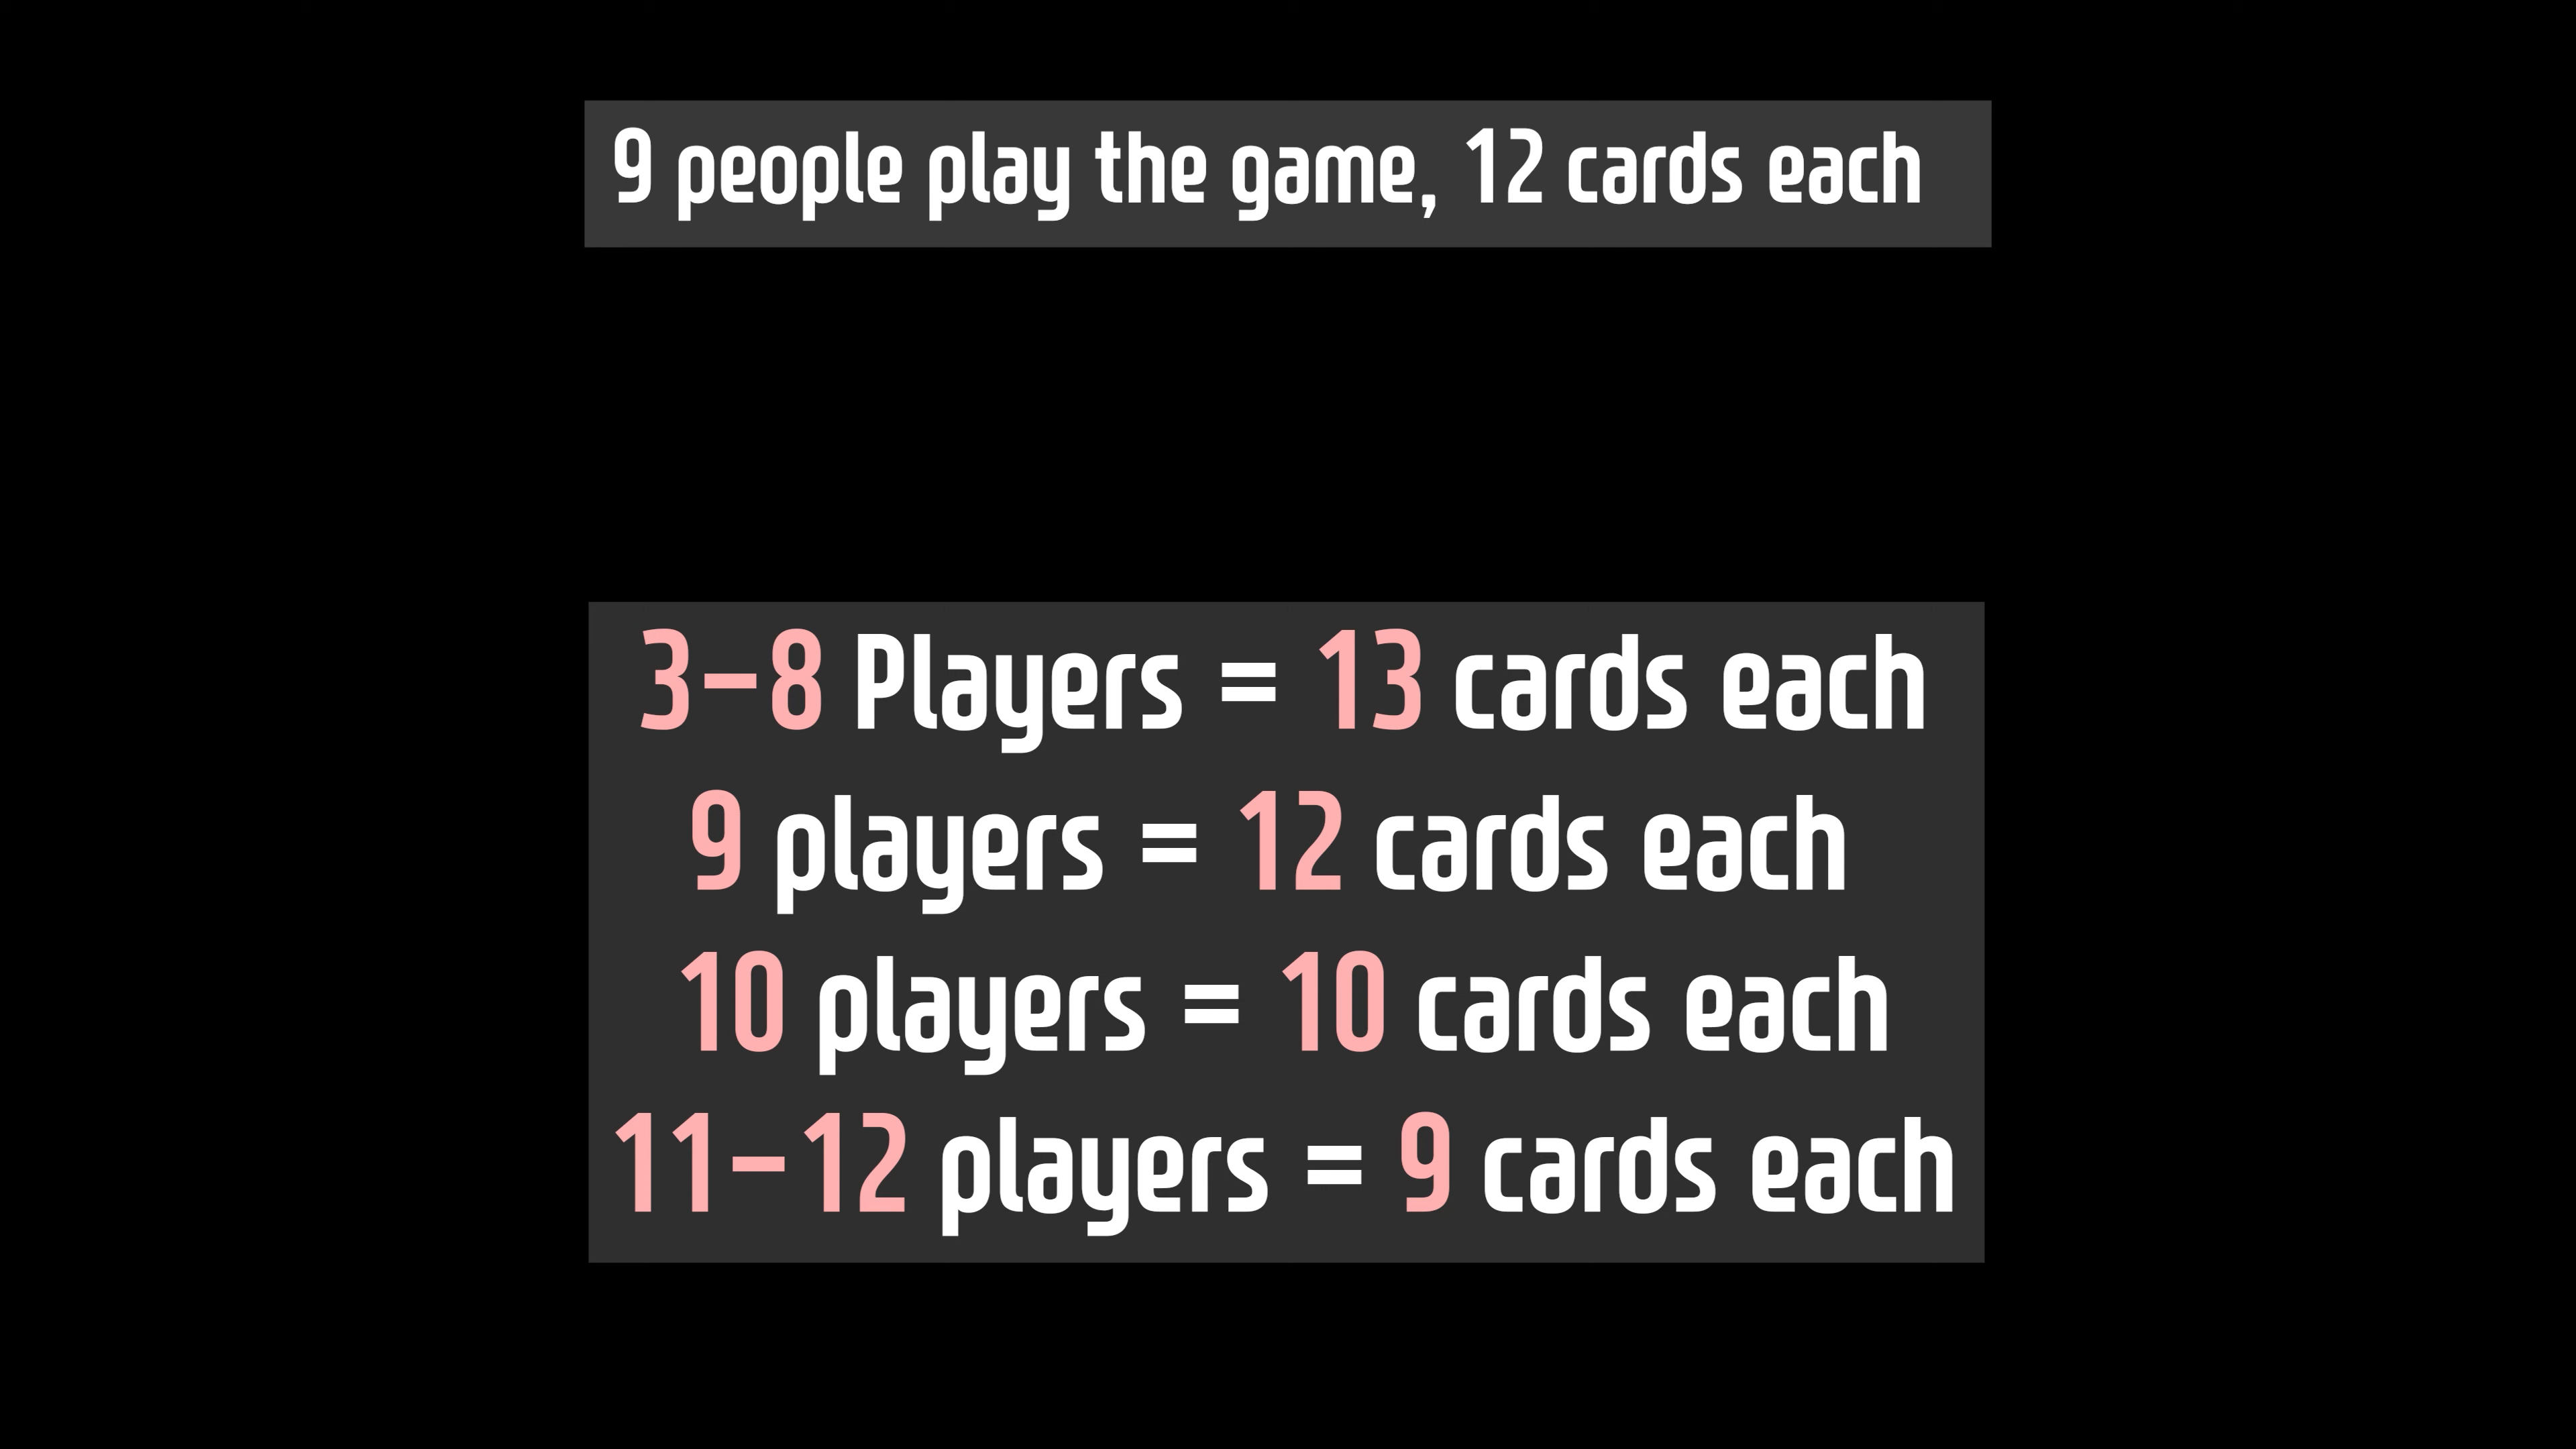 9 people play the game, 12 cards each
3-8 Players = 13 cards each
9 players = 12 cards each
10 players = 10 cards each
11-12 players = 9 cards each